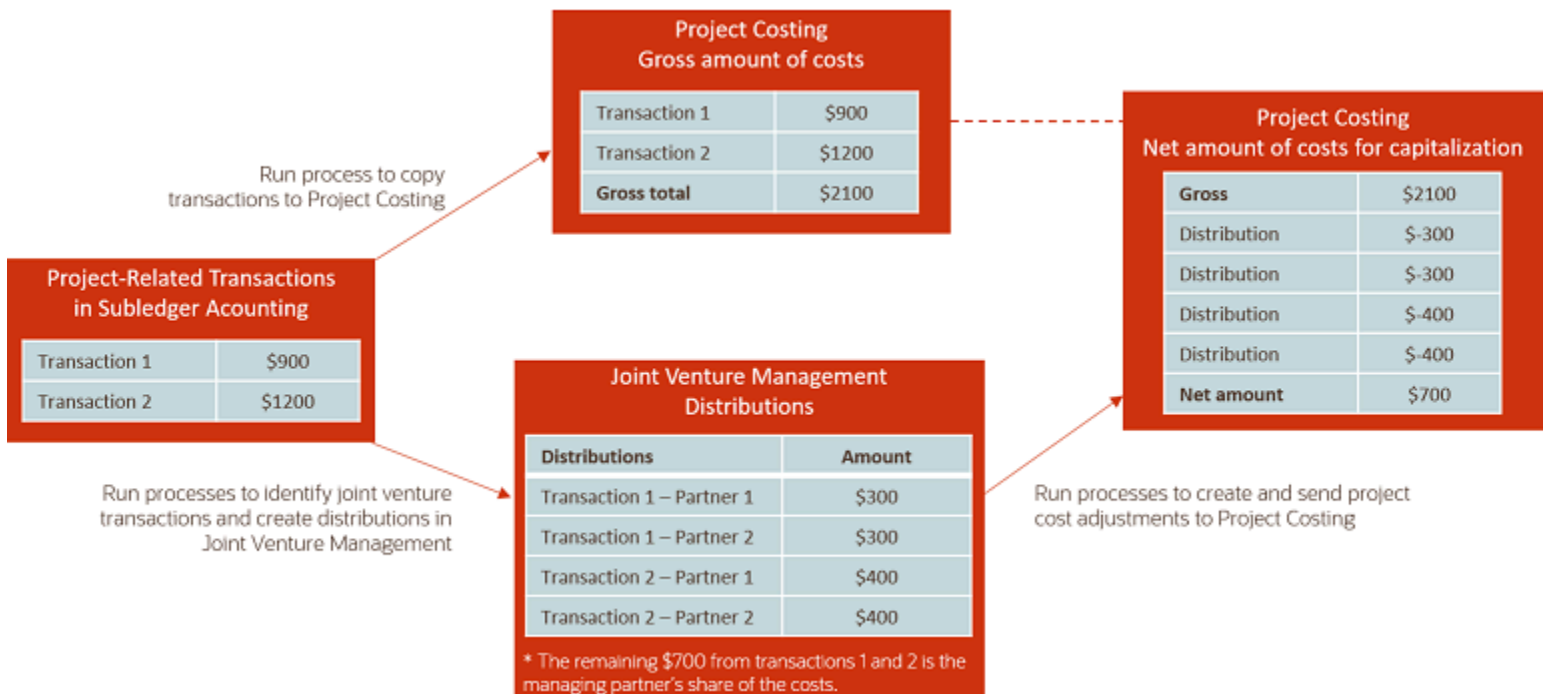 Project Costing
Gross amount of costs
Transaction 1 $900
Transaction 2 $1200
Gross total $2100
Run process to copy
transactions to Project Costing
Project-Related Transactions
in Subledger Acounting
Transaction 1 $900
Transaction 2 $1200
Run processes to identify joint venture
transactions and create distributions in
Joint Venture Management
Joint Venture Management
Distributions
Distributions Amount
Transaction 1 – Partner 1 $300
Transaction 1 – Partner 2 $300
Transaction 2 – Partner 1 $400
Transaction 2 – Partner 2 $400
* The remaining $700 from transactions 1 and 2 is the
managing partner's share of the costs.
Run processes to create and send project
cost adjustments to Project Costing
Project Costing
Net amount of costs for capitalization
Gross $2100
Distribution $-300
Distribution $-300
Distribution $-400
Distribution $-400
Net amount $700